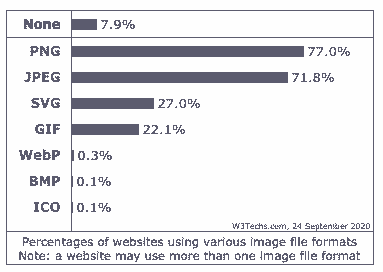 None 7.9%
PNG 77.0%
JPEG 71.8%
SVG 27.0%
GIF 22.1%
WebP 0.3%
BMP 0.1%
ICO 0.1%
W3Techs.com, 24 September 2020
Percentages of websites using various image file formats
Note: a website may use more than one image file format